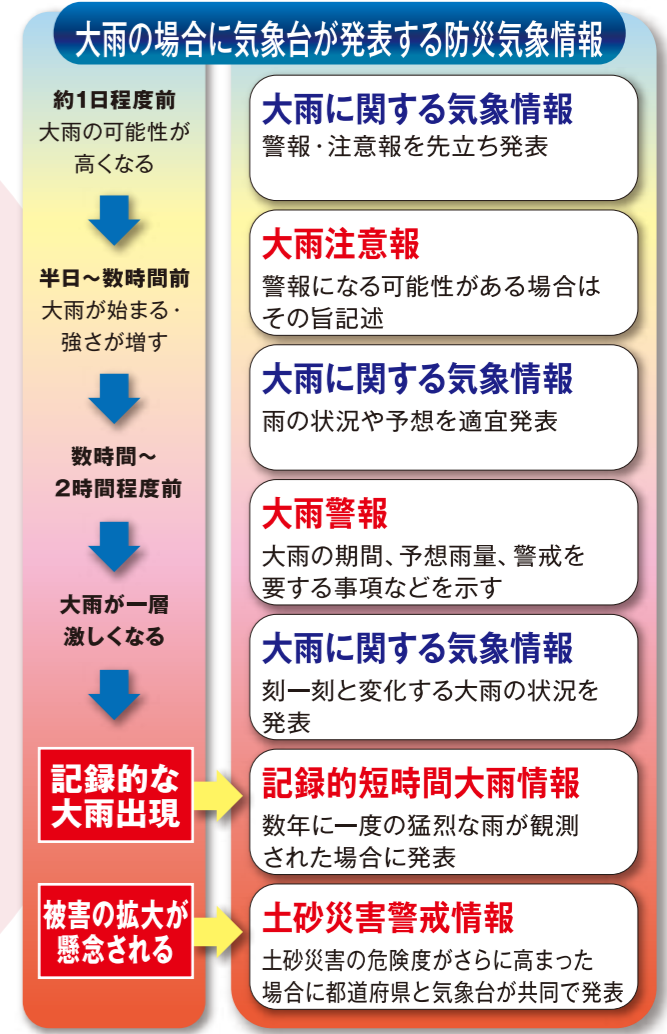 大雨の場合に気象台が発表する防災気象情報
約1日程度前
大雨の可能性が
高くなる
半日～数時間前
大雨が始まる・
強さが増す
数時間～
2時間程度前
大雨が一層
激しくなる
記録的な
大雨出現
被害の拡大が
懸念される
大雨に関する気象情報
警報・注意報を先立ち発表
大雨注意報
警報になる可能性がある場合は
その旨記述
大雨に関する気象情報
雨の状況や予想を適宜発表
大雨警報
大雨の期間、予想雨量、警戒を
要する事項などを示す
大雨に関する気象情報
刻一刻と変化する大雨の状況を
発表
記録的短時間大雨情報
数年に一度の猛烈な雨が観測
された場合に発表
土砂災害警戒情報
土砂災害の危険度がさらに高まった
場合に都道府県と気象台が共同で発表